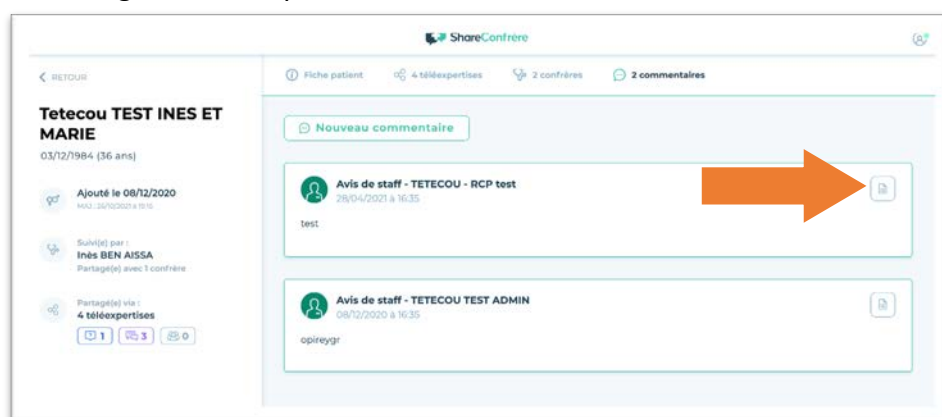 ShareConfrère
RETOUR
Fiche patient
4 téléexpertises
2 confrères
2 commentaires
Tetecou TEST INES ET
MARIE
03/12/1984 (36 ans)
Ajouté le 08/12/2020
Suivi(e) par :
Inès BEN AISSA
Partagé(e) avec 1 confrère
Partagé(e) via :
4 téléexpertises
1
3
0
Nouveau commentaire
Avis de staff - TETECOU - RCP test
28/04/2021 à 16:35
test
Avis de staff - TETECOU TEST ADMIN
08/12/2020 à 16:35
opireygr